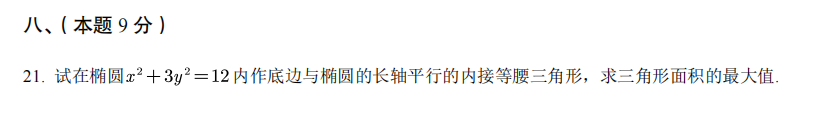 八、（本题 9 分）
21. 试在椭圆x²+3y²=12内作底边与椭圆的长轴平行的内接等腰三角形，求三角形面积的最大值.